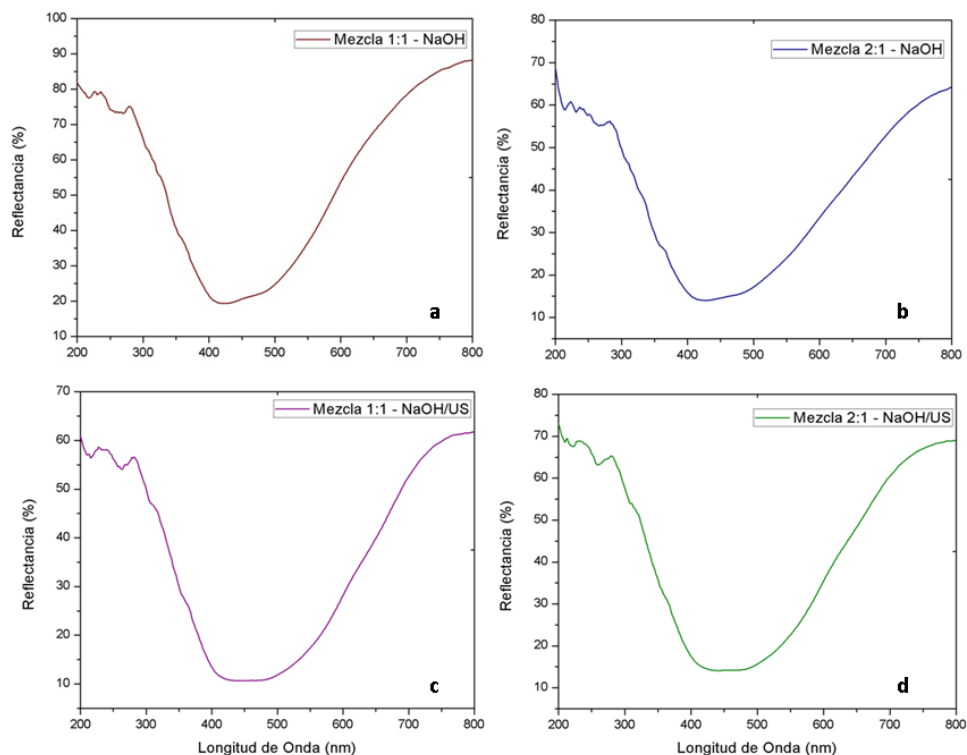 Mezcla 1:1 - NaOH
Reflectancia (%)
100
90
80
70
60
50
40
30
20
10
200 300 400 500 600 700 800
a
Mezcla 2:1 - NaOH
Reflectancia (%)
80
70
60
50
40
30
20
10
200 300 400 500 600 700 800
b
Mezcla 1:1 - NaOH/US
Reflectancia (%)
70
60
50
40
30
20
10
200 300 400 500 600 700 800
Longitud de Onda (nm)
c
Mezcla 2:1 - NaOH/US
Reflectancia (%)
80
70
60
50
40
30
20
10
200 300 400 500 600 700 800
Longitud de Onda (nm)
d